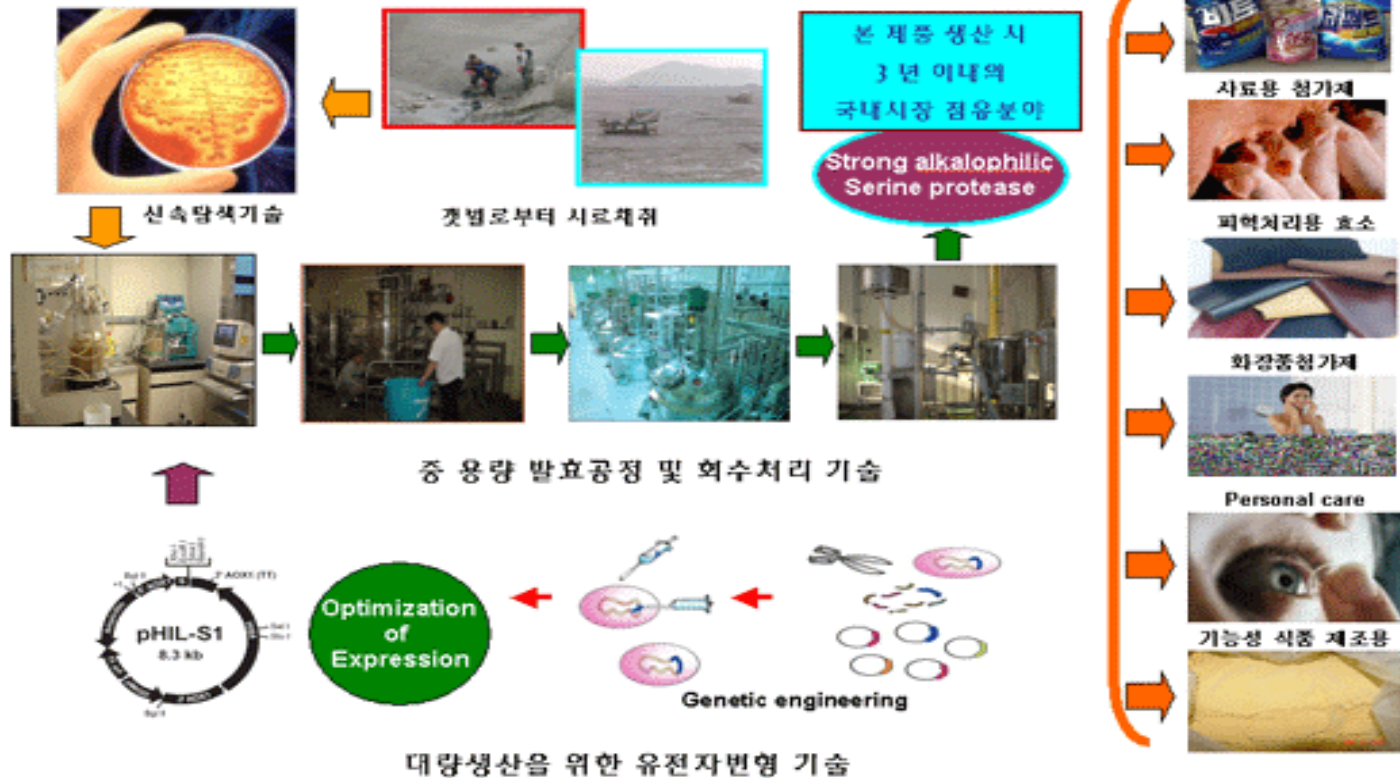 비트
본 제품 생산 시
3 년 이내의
국내시장 점유분야
사료용 첨가제
Strong alkalophilic
Serine protease
신속탐색기술
갯벌로부터 시료채취
피혁처리용 효소
화장품첨가제
중 용량 발효공정 및 회수처리 기술
Personal care
5' AOX1 (TT)
pHIL-S1
8.3 kb
Optimization
of
Expression
기능성 식품 제조용
Genetic engineering
대량생산을 위한 유전자변형 기술